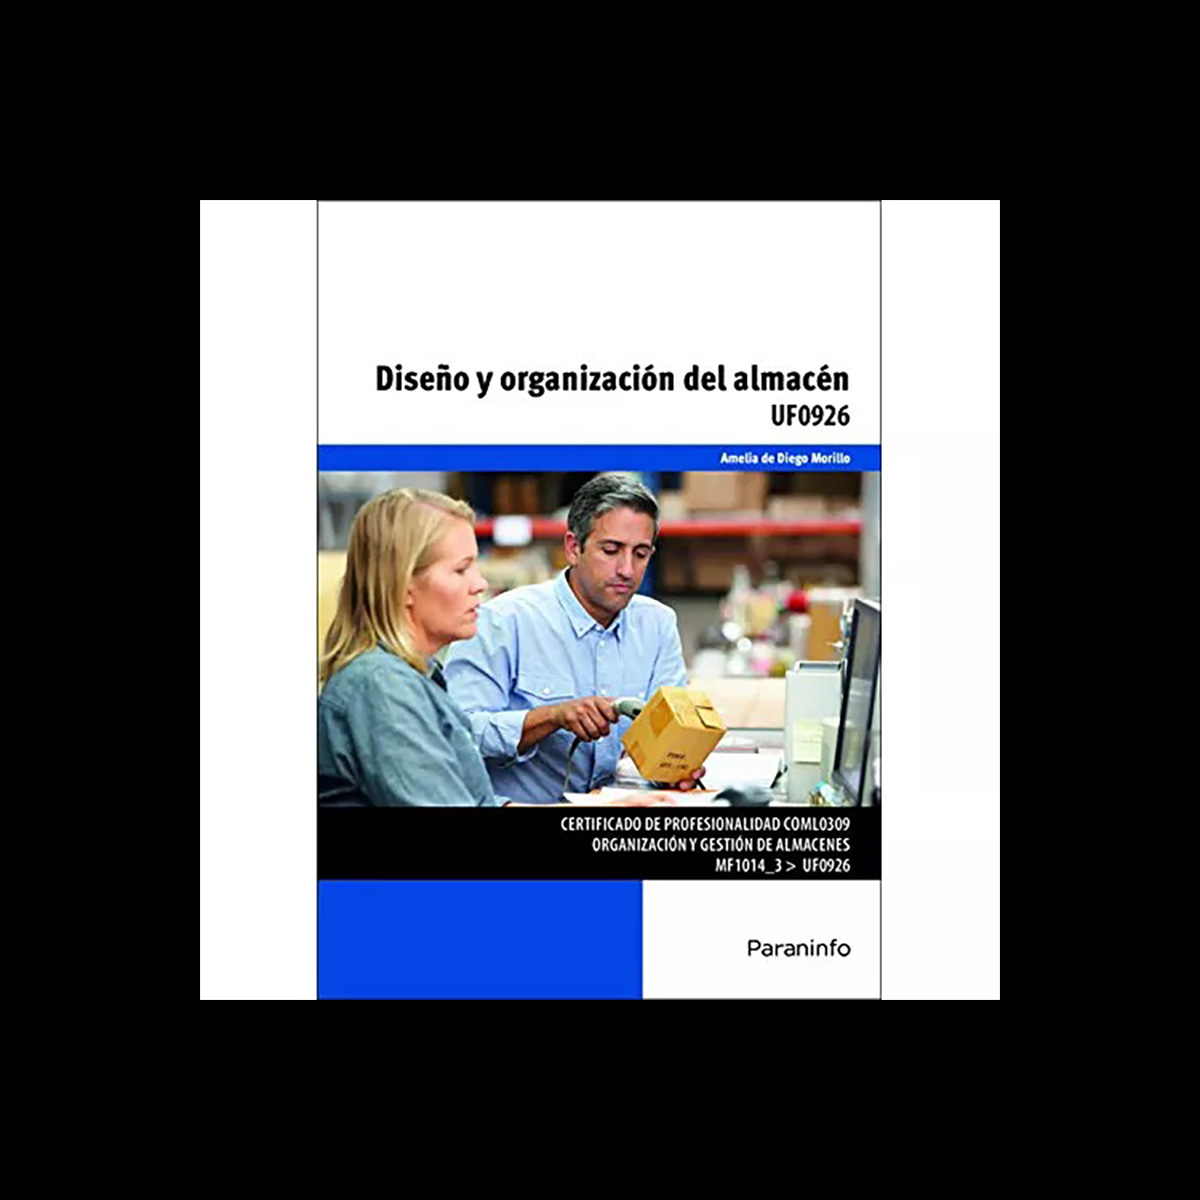 Diseño y organización del almacén
UF0926
Amelia de Diego Morillo
CERTIFICADO DE PROFESIONALIDAD COML0309
ORGANIZACIÓN Y GESTIÓN DE ALMACENES
MF1014_3 > UF0926
Paraninfo